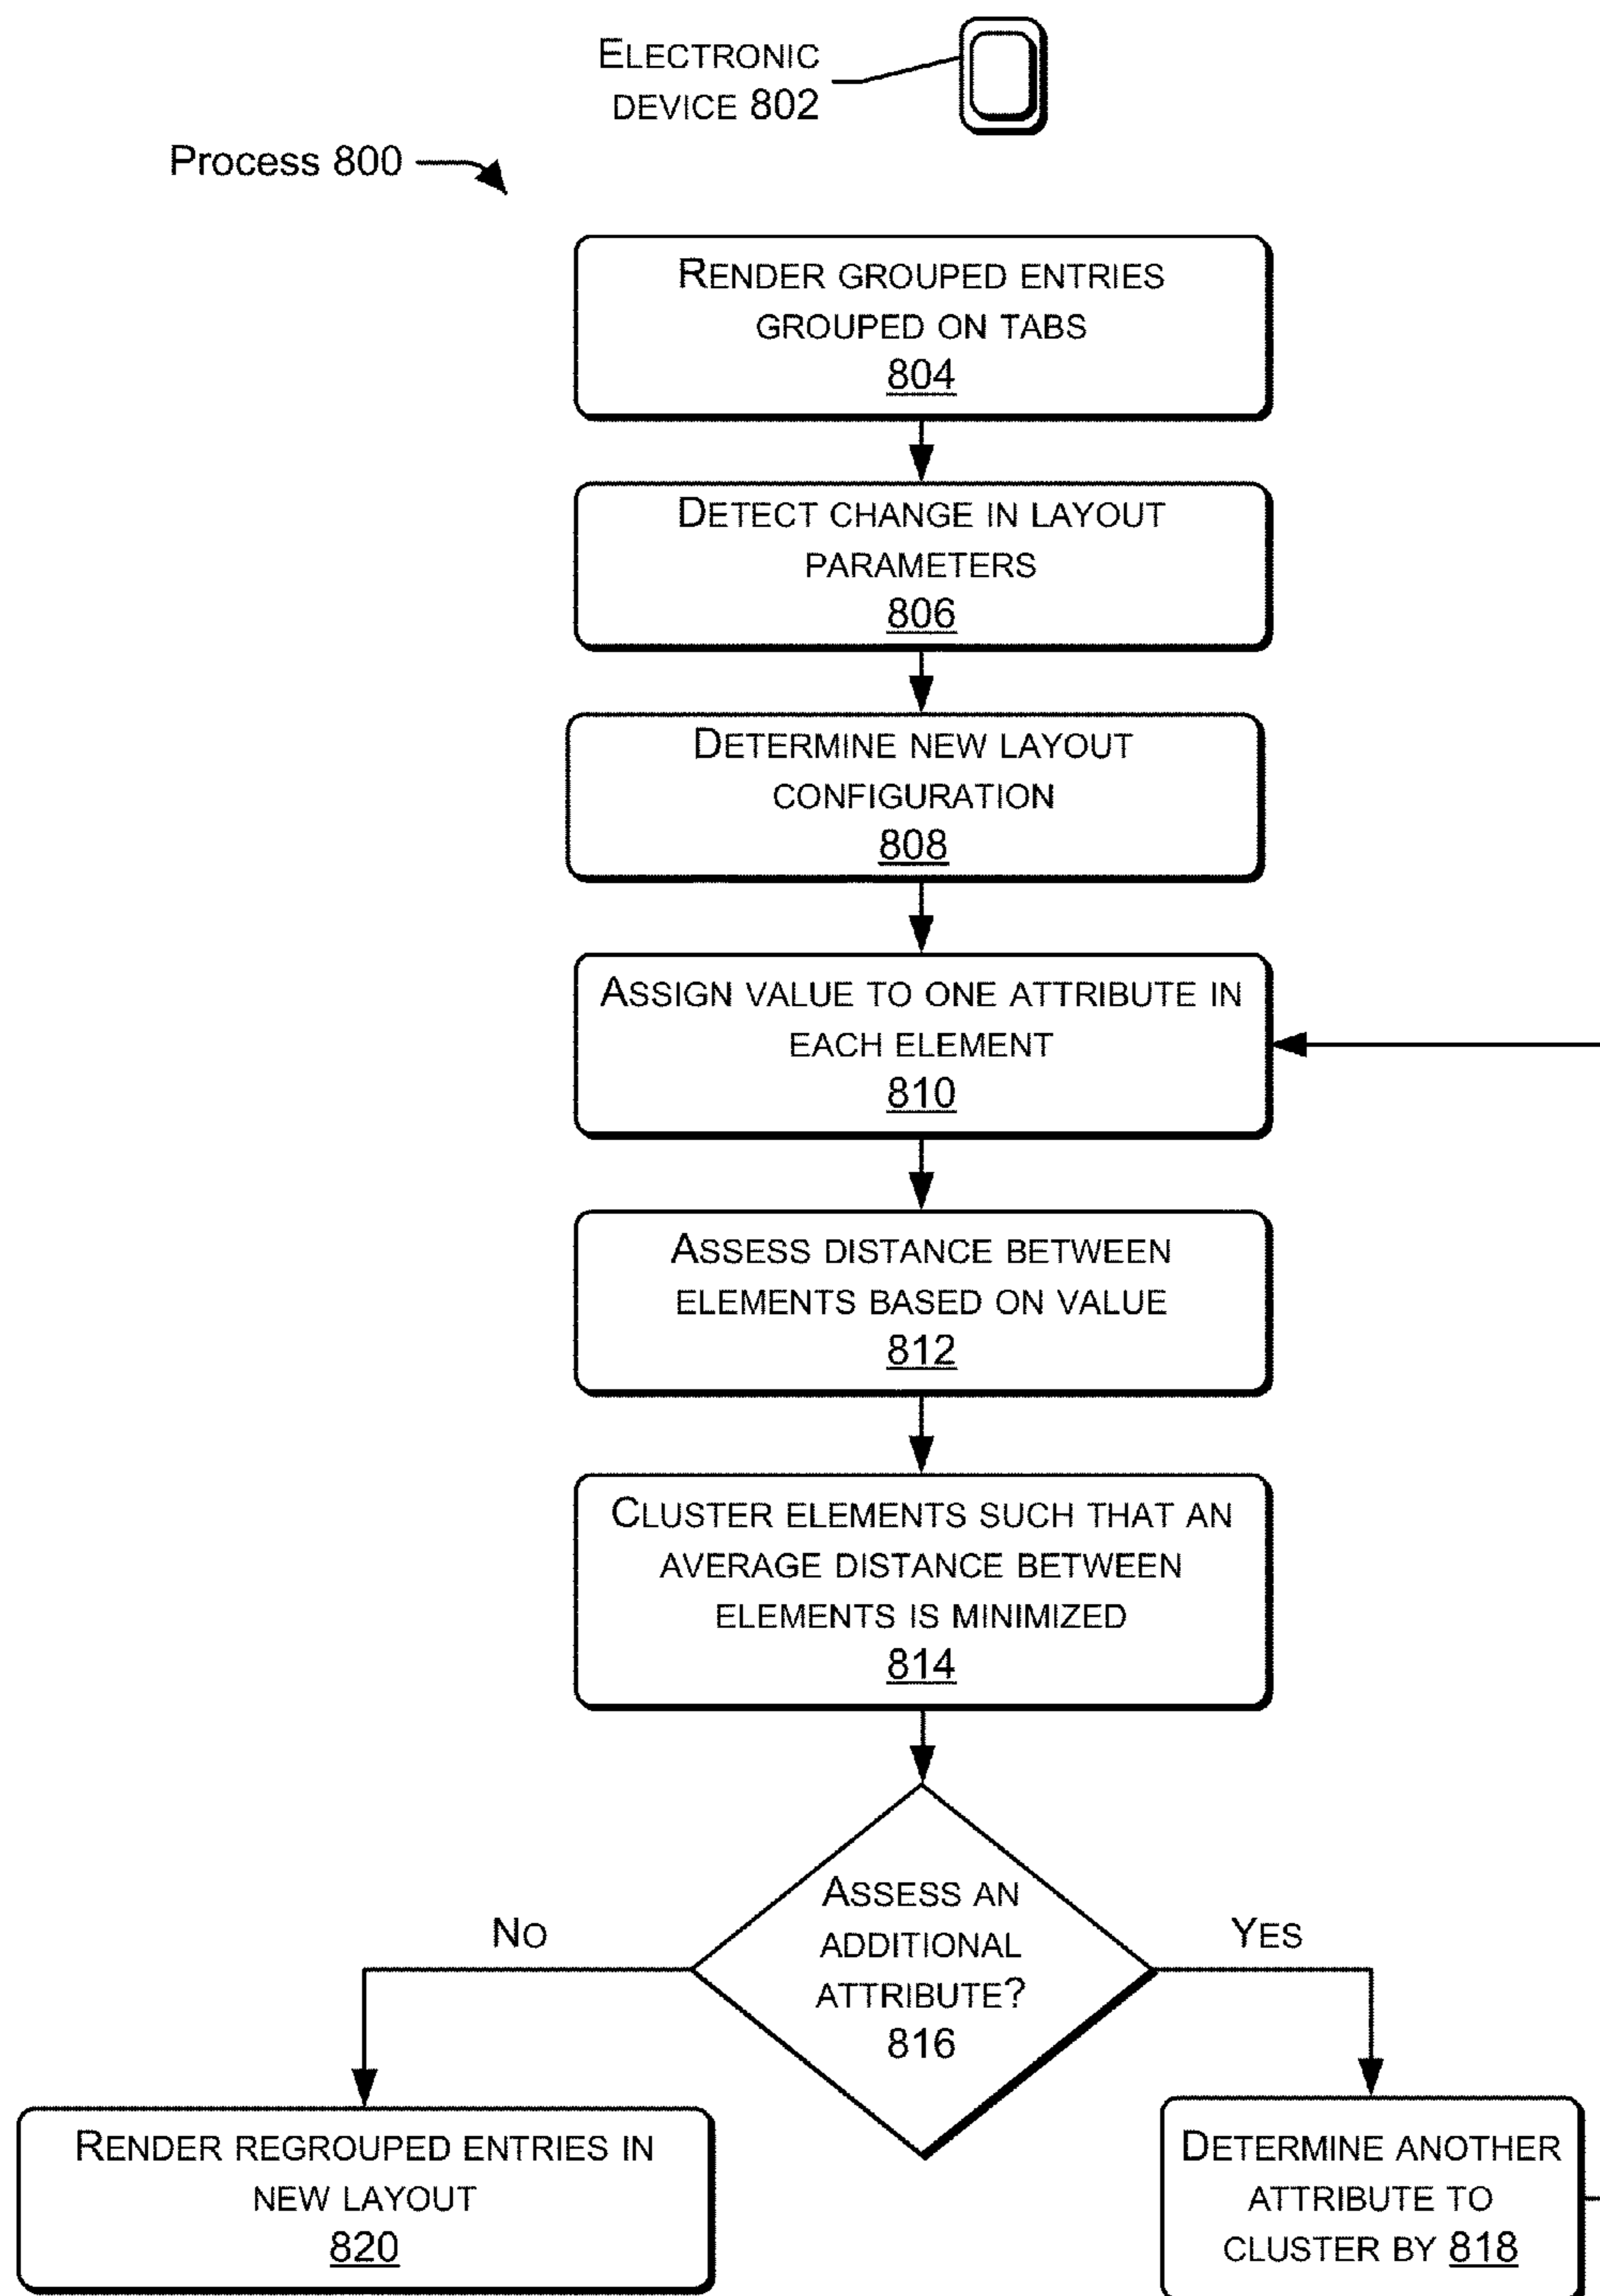 ELECTRONIC
DEVICE 802
Process 800
RENDER GROUPED ENTRIES
GROUPED ON TABS
804
DETECT CHANGE IN LAYOUT
PARAMETERS
806
DETERMINE NEW LAYOUT
CONFIGURATION
808
ASSIGN VALUE TO ONE ATTRIBUTE IN
EACH ELEMENT
810
ASSESS DISTANCE BETWEEN
ELEMENTS BASED ON VALUE
812
CLUSTER ELEMENTS SUCH THAT AN
AVERAGE DISTANCE BETWEEN
ELEMENTS IS MINIMIZED
814
ASSESS AN
ADDITIONAL
ATTRIBUTE?
816
NO
YES
RENDER REGROUPED ENTRIES IN
NEW LAYOUT
820
DETERMINE ANOTHER
ATTRIBUTE TO
CLUSTER BY 818